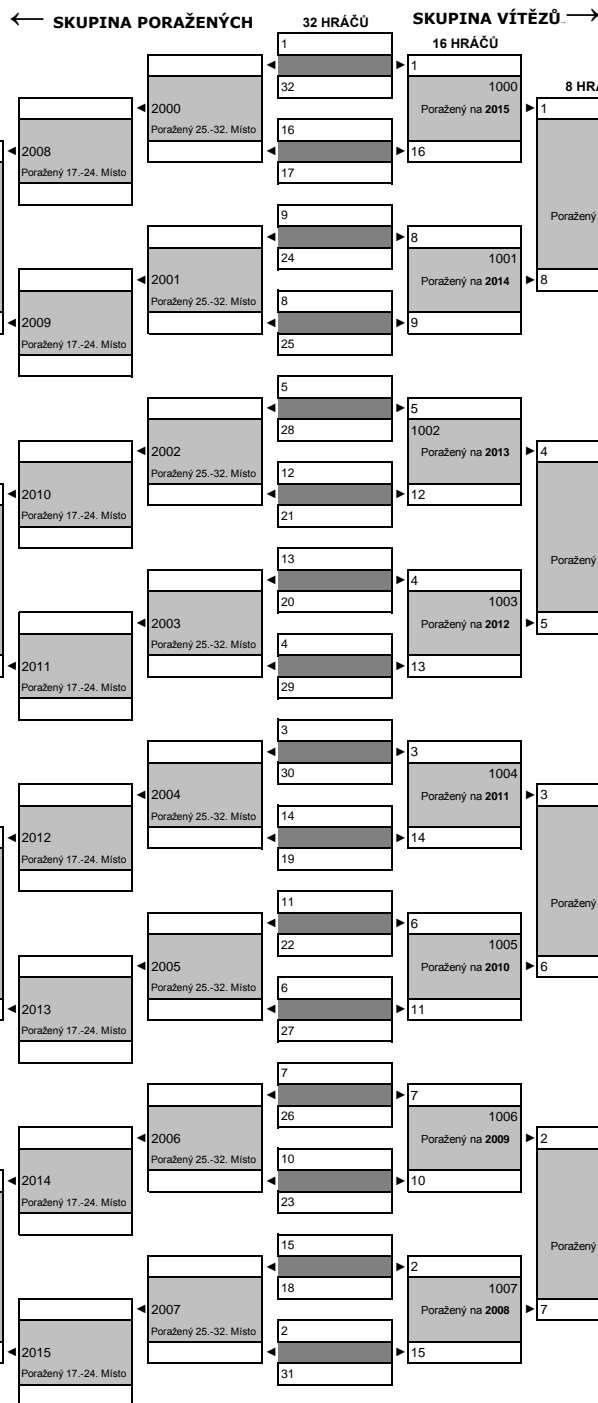 ← SKUPINA PORAŽENÝCH
32 HRÁČŮ
SKUPINA VÍTĚZŮ →
16 HRÁČŮ
8 HRÁ
1
32
16
17
9
24
8
25
5
28
12
21
13
20
4
29
3
30
14
19
11
22
6
27
7
26
10
23
15
18
2
31
2000
Poražený 25.-32. Místo
2001
Poražený 25.-32. Místo
2002
Poražený 25.-32. Místo
2003
Poražený 25.-32. Místo
2004
Poražený 25.-32. Místo
2005
Poražený 25.-32. Místo
2006
Poražený 25.-32. Místo
2007
Poražený 25.-32. Místo
2008
Poražený 17.-24. Místo
2009
Poražený 17.-24. Místo
2010
Poražený 17.-24. Místo
2011
Poražený 17.-24. Místo
2012
Poražený 17.-24. Místo
2013
Poražený 17.-24. Místo
2014
Poražený 17.-24. Místo
2015
Poražený 17.-24. Místo
1
1000
Poražený na 2015
16
8
1001
Poražený na 2014
9
5
1002
Poražený na 2013
12
4
1003
Poražený na 2012
13
3
1004
Poražený na 2011
14
6
1005
Poražený na 2010
11
7
1006
Poražený na 2009
10
2
1007
Poražený na 2008
15
1
Poražený
8
4
Poražený
5
3
Poražený
6
2
Poražený
7